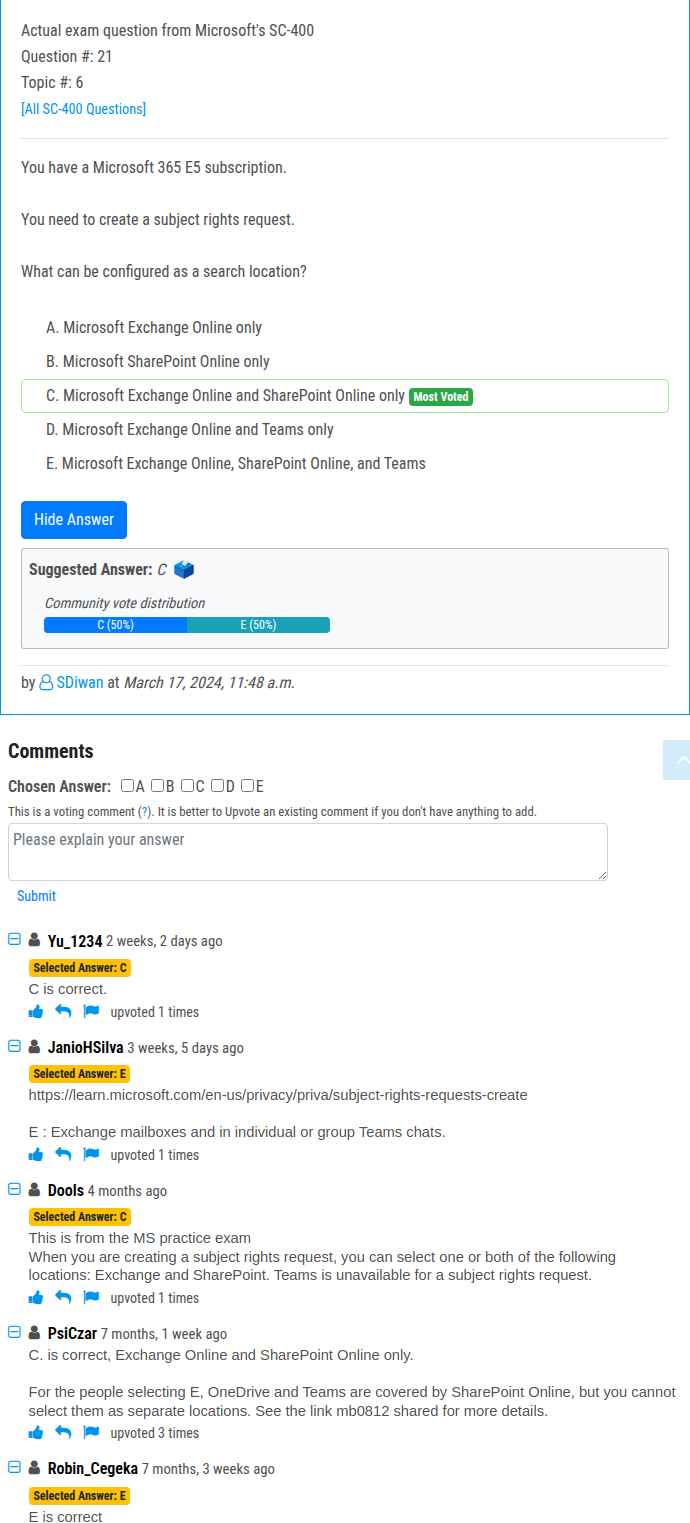 Actual exam question from Microsoft's SC-400
Question #: 21
Topic #: 6
[All SC-400 Questions]
You have a Microsoft 365 E5 subscription.
You need to create a subject rights request.
What can be configured as a search location?
A. Microsoft Exchange Online only
B. Microsoft SharePoint Online only
C. Microsoft Exchange Online and SharePoint Online only Most Voted
D. Microsoft Exchange Online and Teams only
E. Microsoft Exchange Online, SharePoint Online, and Teams
Hide Answer
Suggested Answer: C
Community vote distribution
C (50%) E (50%)
by SDiwan at March 17, 2024, 11:48 a.m.
Comments
Chosen Answer: A B C D E
This is a voting comment (?). It is better to Upvote an existing comment if you don't have anything to add.
Please explain your answer
Submit
Yu_1234 2 weeks, 2 days ago
Selected Answer: C
C is correct.
upvoted 1 times
JanioHSilva 3 weeks, 5 days ago
Selected Answer: E
https://learn.microsoft.com/en-us/privacy/priva/subject-rights-requests-create
E : Exchange mailboxes and in individual or group Teams chats.
upvoted 1 times
Dools 4 months ago
Selected Answer: C
This is from the MS practice exam
When you are creating a subject rights request, you can select one or both of the following
locations: Exchange and SharePoint. Teams is unavailable for a subject rights request.
upvoted 1 times
PsiCzar 7 months, 1 week ago
C. is correct, Exchange Online and SharePoint Online only.
For the people selecting E, OneDrive and Teams are covered by SharePoint Online, but you cannot
select them as separate locations. See the link mb0812 shared for more details.
upvoted 3 times
Robin_Cegeka 7 months, 3 weeks ago
Selected Answer: E
E is correct